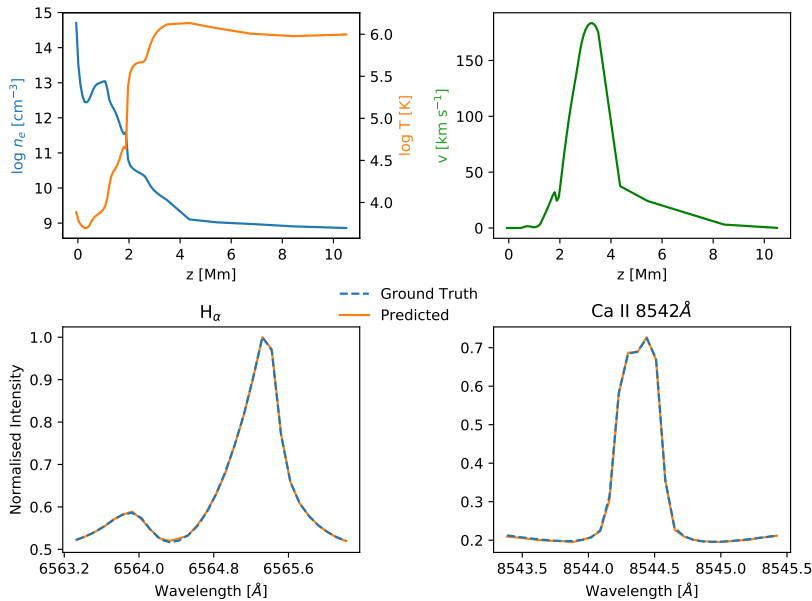 15
14
13
12
11
10
9
log n_e [cm⁻³]
6.0
5.5
5.0
4.5
4.0
log T [K]
0 2 4 6 8 10
z [Mm]
150
100
50
0
v [km s⁻¹]
0 2 4 6 8 10
z [Mm]
Ground Truth
Predicted
H_α
1.0
0.9
0.8
0.7
0.6
0.5
Normalised Intensity
6563.2 6564.0 6564.8 6565.6
Wavelength [Å]
Ca II 8542Å
0.7
0.6
0.5
0.4
0.3
0.2
8543.5 8544.0 8544.5 8545.0 8545.5
Wavelength [Å]